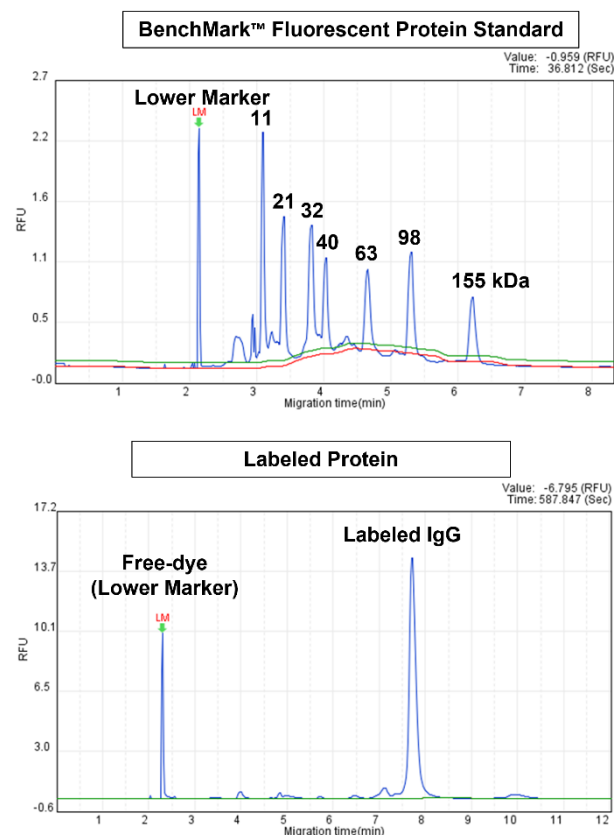 BenchMark™ Fluorescent Protein Standard
Value: -0.959 (RFU)
Time: 36.812 (Sec)
2.7
2.2
1.6
1.1
0.5
-0.0
RFU
Lower Marker
LM
11
21
32
40
63
98
155 kDa
1 2 3 4 5 6 7 8
Migration time(min)
Labeled Protein
Value: -6.795 (RFU)
Time: 587.847 (Sec)
17.2
13.7
10.1
6.5
3.0
-0.6
RFU
Free-dye
(Lower Marker)
LM
Labeled IgG
1 2 3 4 5 6 7 8 9 10 11 12
Migration time(min)